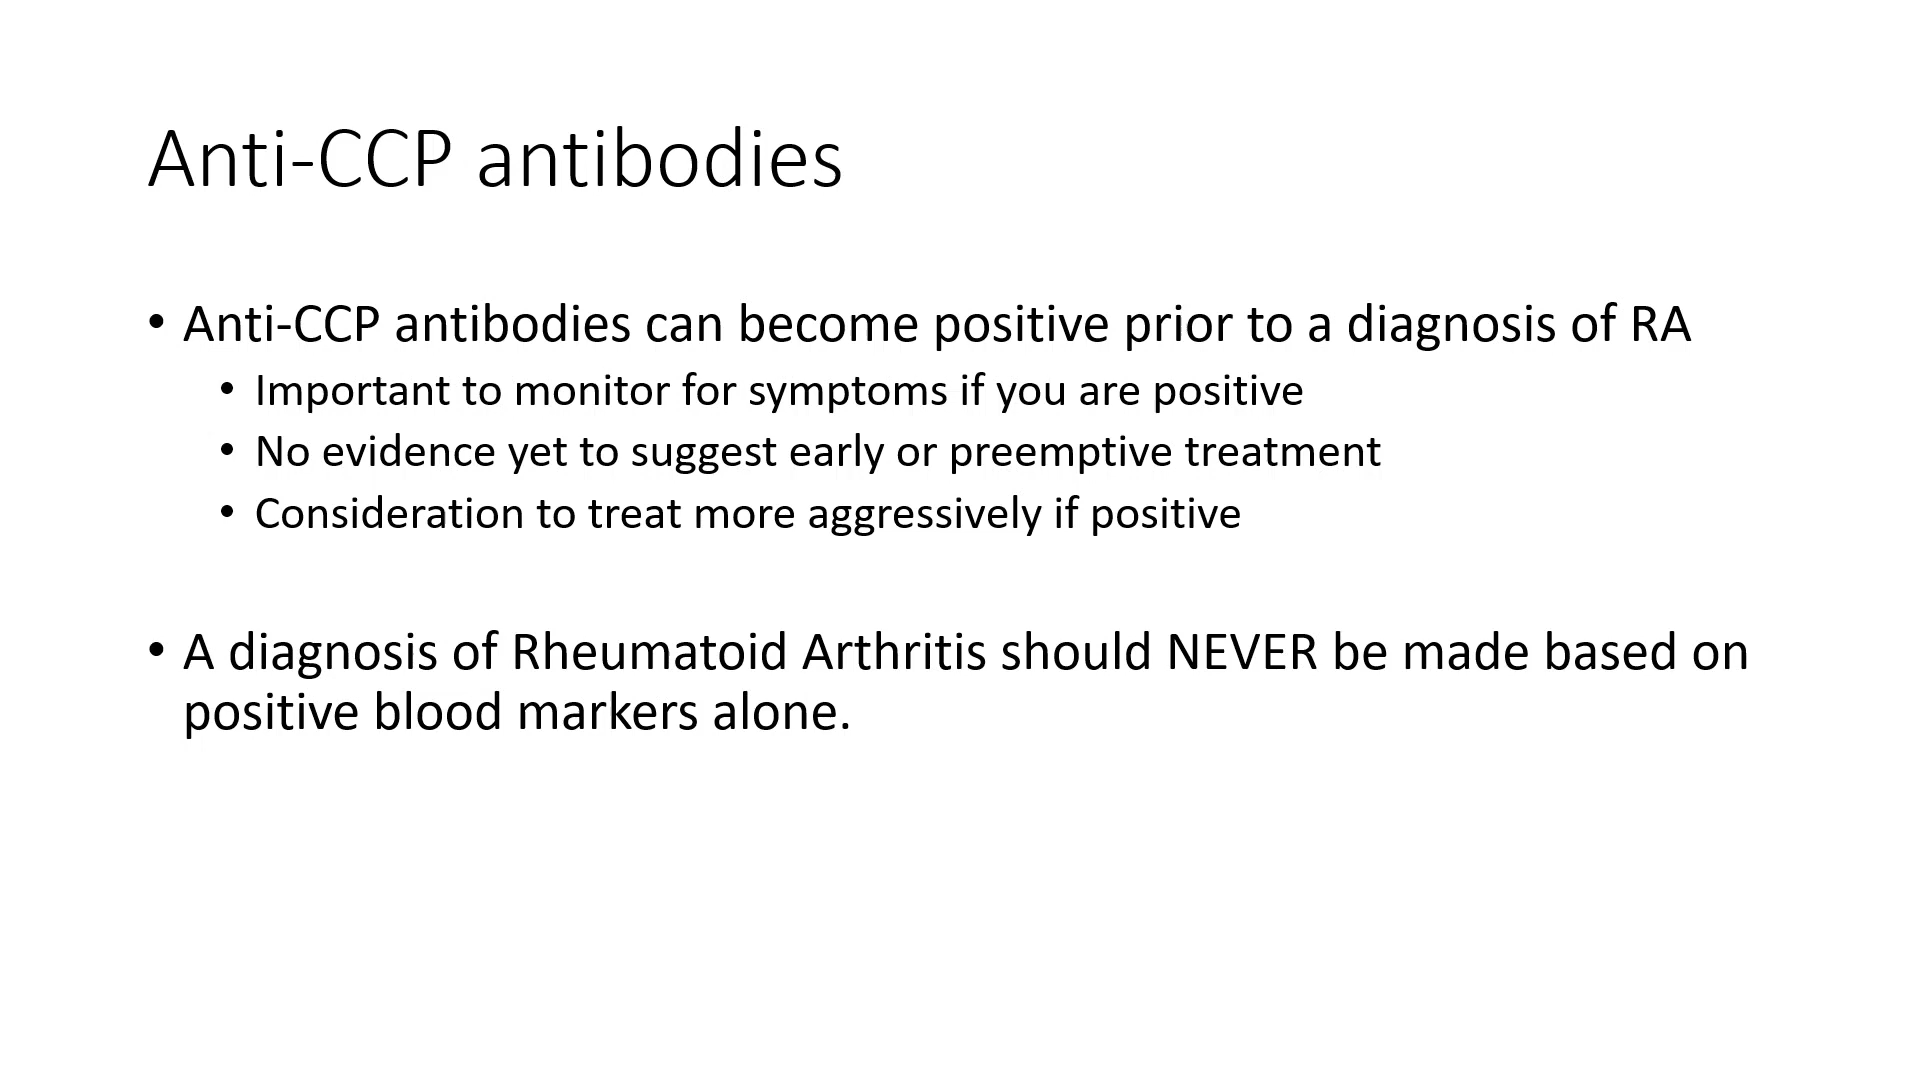 Anti-CCP antibodies
• Anti-CCP antibodies can become positive prior to a diagnosis of RA
• Important to monitor for symptoms if you are positive
• No evidence yet to suggest early or preemptive treatment
• Consideration to treat more aggressively if positive
• A diagnosis of Rheumatoid Arthritis should NEVER be made based on
positive blood markers alone.